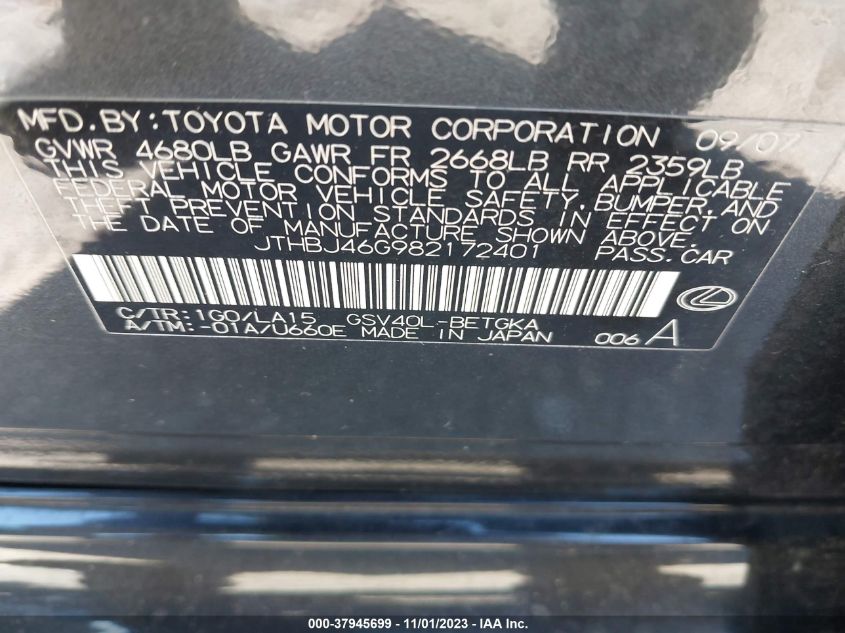 MFD.BY:TOYOTA MOTOR CORPORATION 09/07
GVWR 4680LB GAWR FR 2668LB RR 2359LB
THIS VEHICLE CONFORMS TO ALL APPLICABLE
FEDERAL MOTOR VEHICLE SAFETY,BUMPER,AND
THEFT PREVENTION STANDARDS IN EFFECT ON
THE DATE OF MANUFACTURE SHOWN ABOVE.
JTHBJ46G982172401 PASS.CAR
C/TR:1G0/LA15 GSV40L-BETGKA
A/TM:-01A/U660E MADE IN JAPAN 006 A
000-37945699 - 11/01/2023 - IAA Inc.